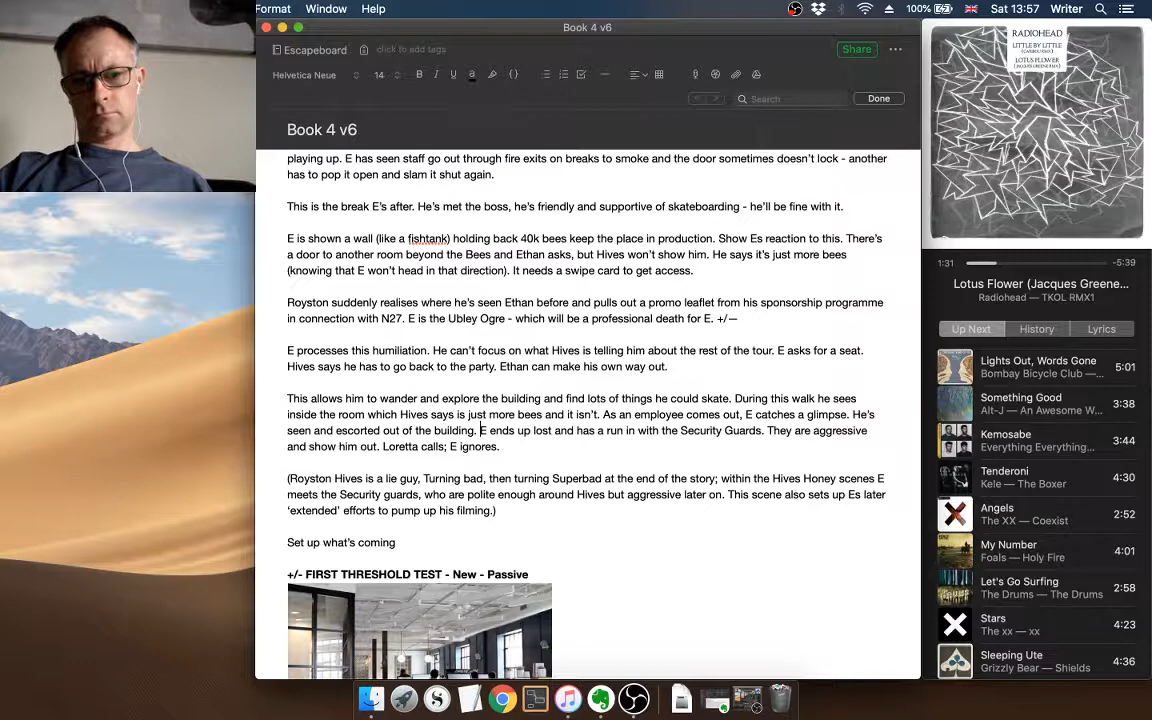 Format Window Help
100% Sat 13:57 Writer
Book 4 v6
Escapeboard click to add tags
Share
Helvetica Neue 14 B I U a
Search Done
Book 4 v6
playing up. E has seen staff go out through fire exits on breaks to smoke and the door sometimes doesn't lock - another
has to pop it open and slam it shut again.
This is the break E's after. He's met the boss, he's friendly and supportive of skateboarding - he'll be fine with it.
E is shown a wall (like a fishtank) holding back 40k bees keep the place in production. Show Es reaction to this. There's
a door to another room beyond the Bees and Ethan asks, but Hives won't show him. He says it's just more bees
(knowing that E won't head in that direction). It needs a swipe card to get access.
Royston suddenly realises where he's seen Ethan before and pulls out a promo leaflet from his sponsorship programme
in connection with N27. E is the Ubley Ogre - which will be a professional death for E. +/—
E processes this humiliation. He can't focus on what Hives is telling him about the rest of the tour. E asks for a seat.
Hives says he has to go back to the party. Ethan can make his own way out.
This allows him to wander and explore the building and find lots of things he could skate. During this walk he sees
inside the room which Hives says is just more bees and it isn't. As an employee comes out, E catches a glimpse. He's
seen and escorted out of the building. E ends up lost and has a run in with the Security Guards. They are aggressive
and show him out. Loretta calls; E ignores.
(Royston Hives is a lie guy, Turning bad, then turning Superbad at the end of the story; within the Hives Honey scenes E
meets the Security guards, who are polite enough around Hives but aggressive later on. This scene also sets up Es later
'extended' efforts to pump up his filming.)
Set up what's coming
+/- FIRST THRESHOLD TEST - New - Passive
RADIOHEAD
LITTLE BY LITTLE
(CARIBOU RMX)
LOTUS FLOWER
(JACQUES GREENE RMX)
1:31 -5:39
Lotus Flower (Jacques Greene...
Radiohead — TKOL RMX1
Up Next History Lyrics
Lights Out, Words Gone
Bombay Bicycle Club —... 5:01
Something Good
Alt-J — An Awesome W... 3:38
Kemosabe
Everything Everything... 3:44
Tenderoni
Kele — The Boxer 4:30
Angels
The XX — Coexist 2:52
My Number
Foals — Holy Fire 4:01
Let's Go Surfing
The Drums — The Drums 2:58
Stars
The xx — xx 4:23
Sleeping Ute
Grizzly Bear — Shields 4:36